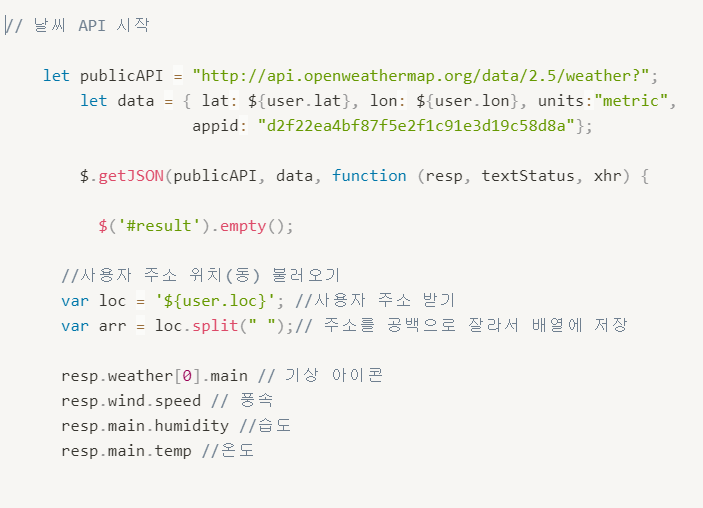 // 날씨 API 시작
let publicAPI = "http://api.openweathermap.org/data/2.5/weather?";
let data = { lat: ${user.lat}, lon: ${user.lon}, units:"metric",
appid: "d2f22ea4bf87f5e2f1c91e3d19c58d8a"};
$.getJSON(publicAPI, data, function (resp, textStatus, xhr) {
$('#result').empty();
//사용자 주소 위치(동) 불러오기
var loc = '${user.loc}'; //사용자 주소 받기
var arr = loc.split(" ");// 주소를 공백으로 잘라서 배열에 저장
resp.weather[0].main // 기상 아이콘
resp.wind.speed // 풍속
resp.main.humidity //습도
resp.main.temp //온도